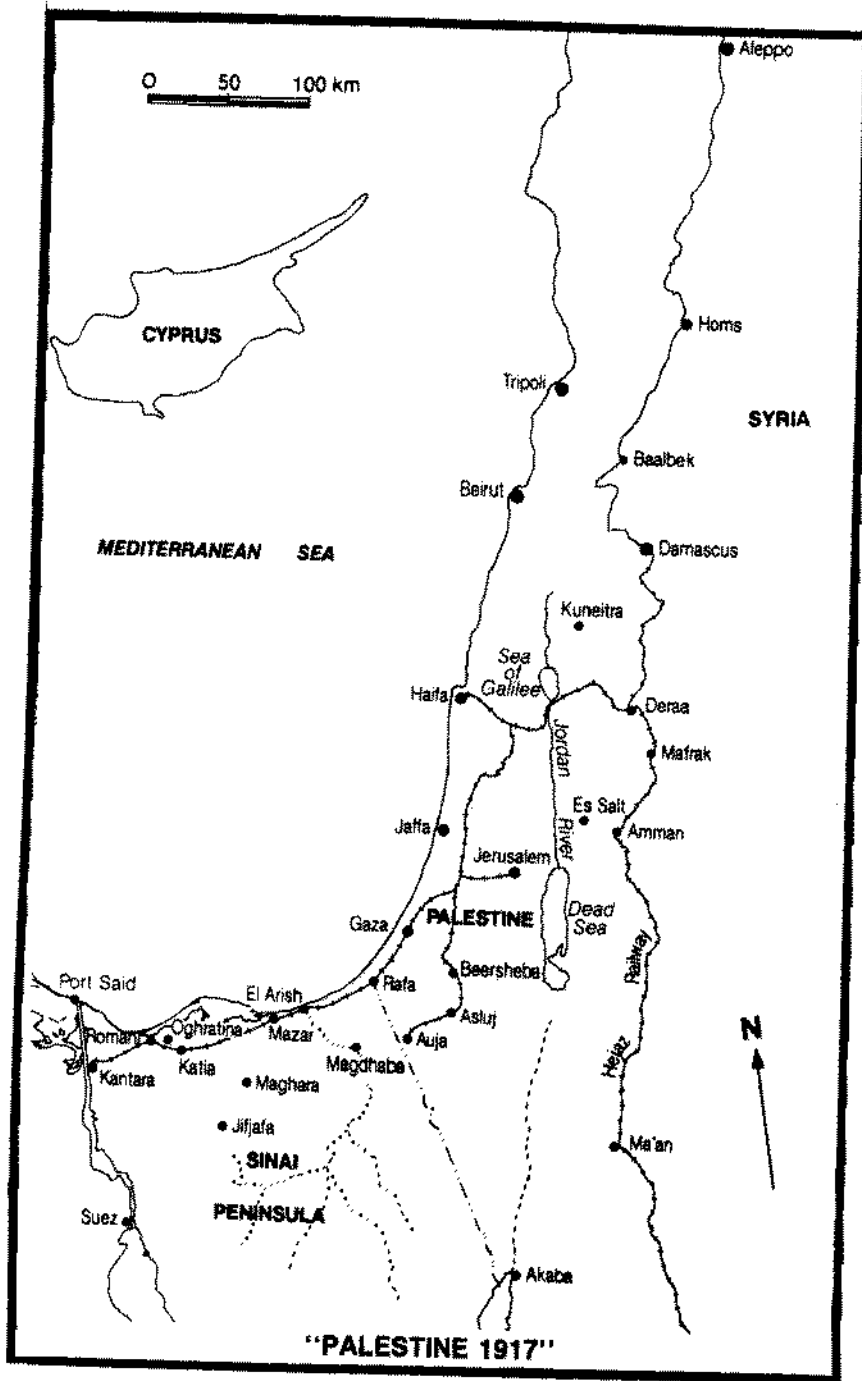 Aleppo
0 50 100 km
CYPRUS
Homs
Tripoli
SYRIA
Baalbek
Beirut
MEDITERRANEAN SEA
Damascus
Kuneitra
Sea
of
Galilee
Haifa
Deraa
Jordan
River
Mafrak
Es Salt
Jaffa
Amman
Jerusalem
PALESTINE
Dead
Sea
Gaza
Hejaz
Railway
Beersheba
Rafa
Port Said
El Arish
Asluj
Mazar
Auja
Romani
Oghratina
Katia
Magdhaba
Kantara
Maghara
N
Jifjafa
Ma'an
SINAI
PENINSULA
Suez
Akaba
"PALESTINE 1917"